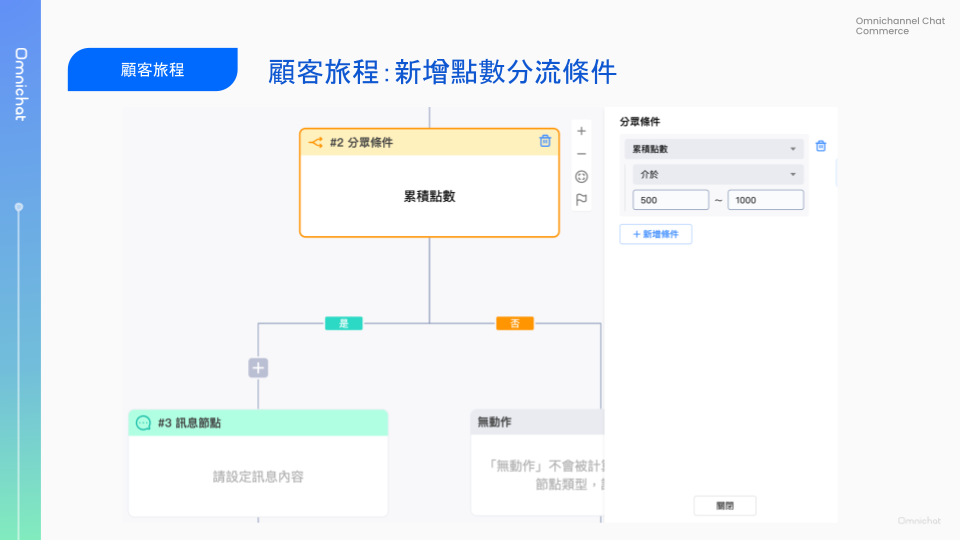 Omnichannel Chat
Commerce
Omnichat
顧客旅程
顧客旅程:新增點數分流條件
#2 分眾條件
累積點數
是
否
#3 訊息節點
請設定訊息內容
無動作
「無動作」不會被計
節點類型，
分眾條件
累積點數
介於
500 ~ 1000
+ 新增條件
關閉
Omnichat